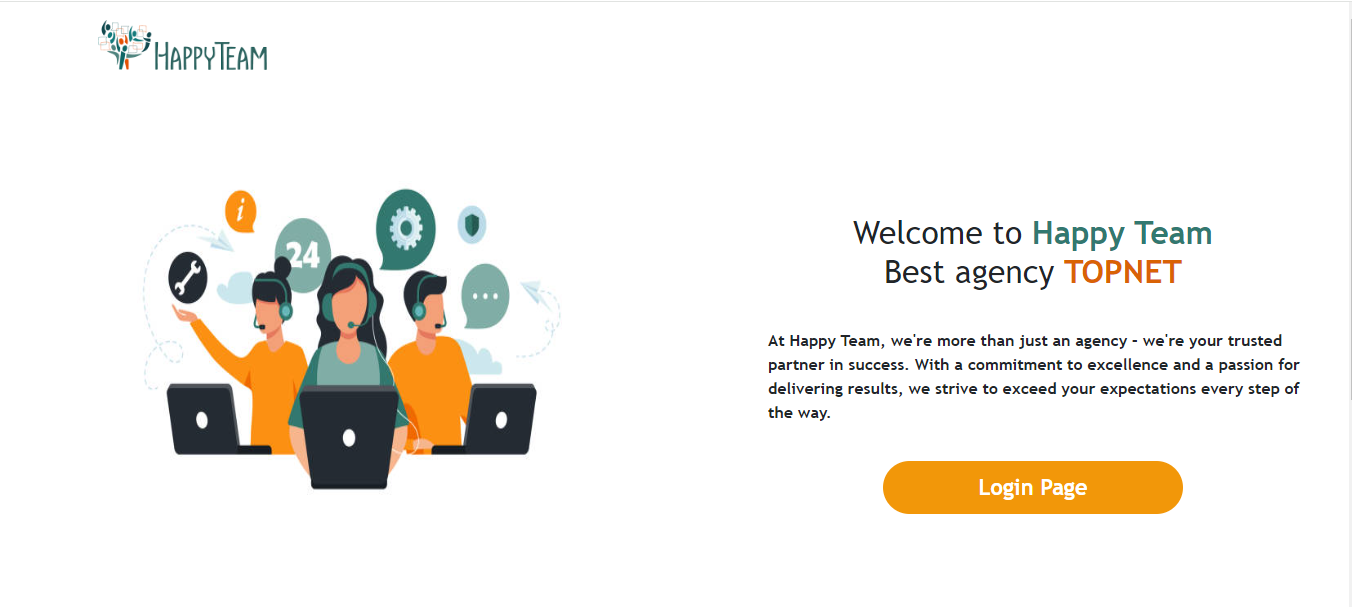 HAPPYTEAM
i
24
Welcome to Happy Team
Best agency TOPNET
At Happy Team, we're more than just an agency - we're your trusted
partner in success. With a commitment to excellence and a passion for
delivering results, we strive to exceed your expectations every step of
the way.
Login Page